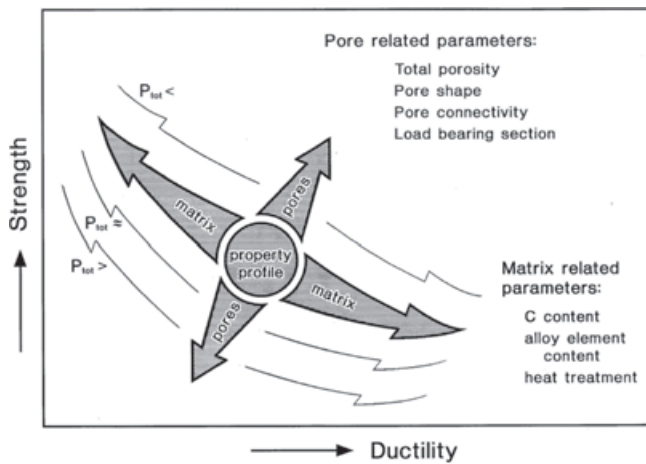 Pore related parameters:
Total porosity
Pore shape
Pore connectivity
Load bearing section
Ptot <
Ptot ≈
Ptot >
matrix
pores
property
profile
matrix
pores
Matrix related
parameters:
C content
alloy element
content
heat treatment
Strength
Ductility